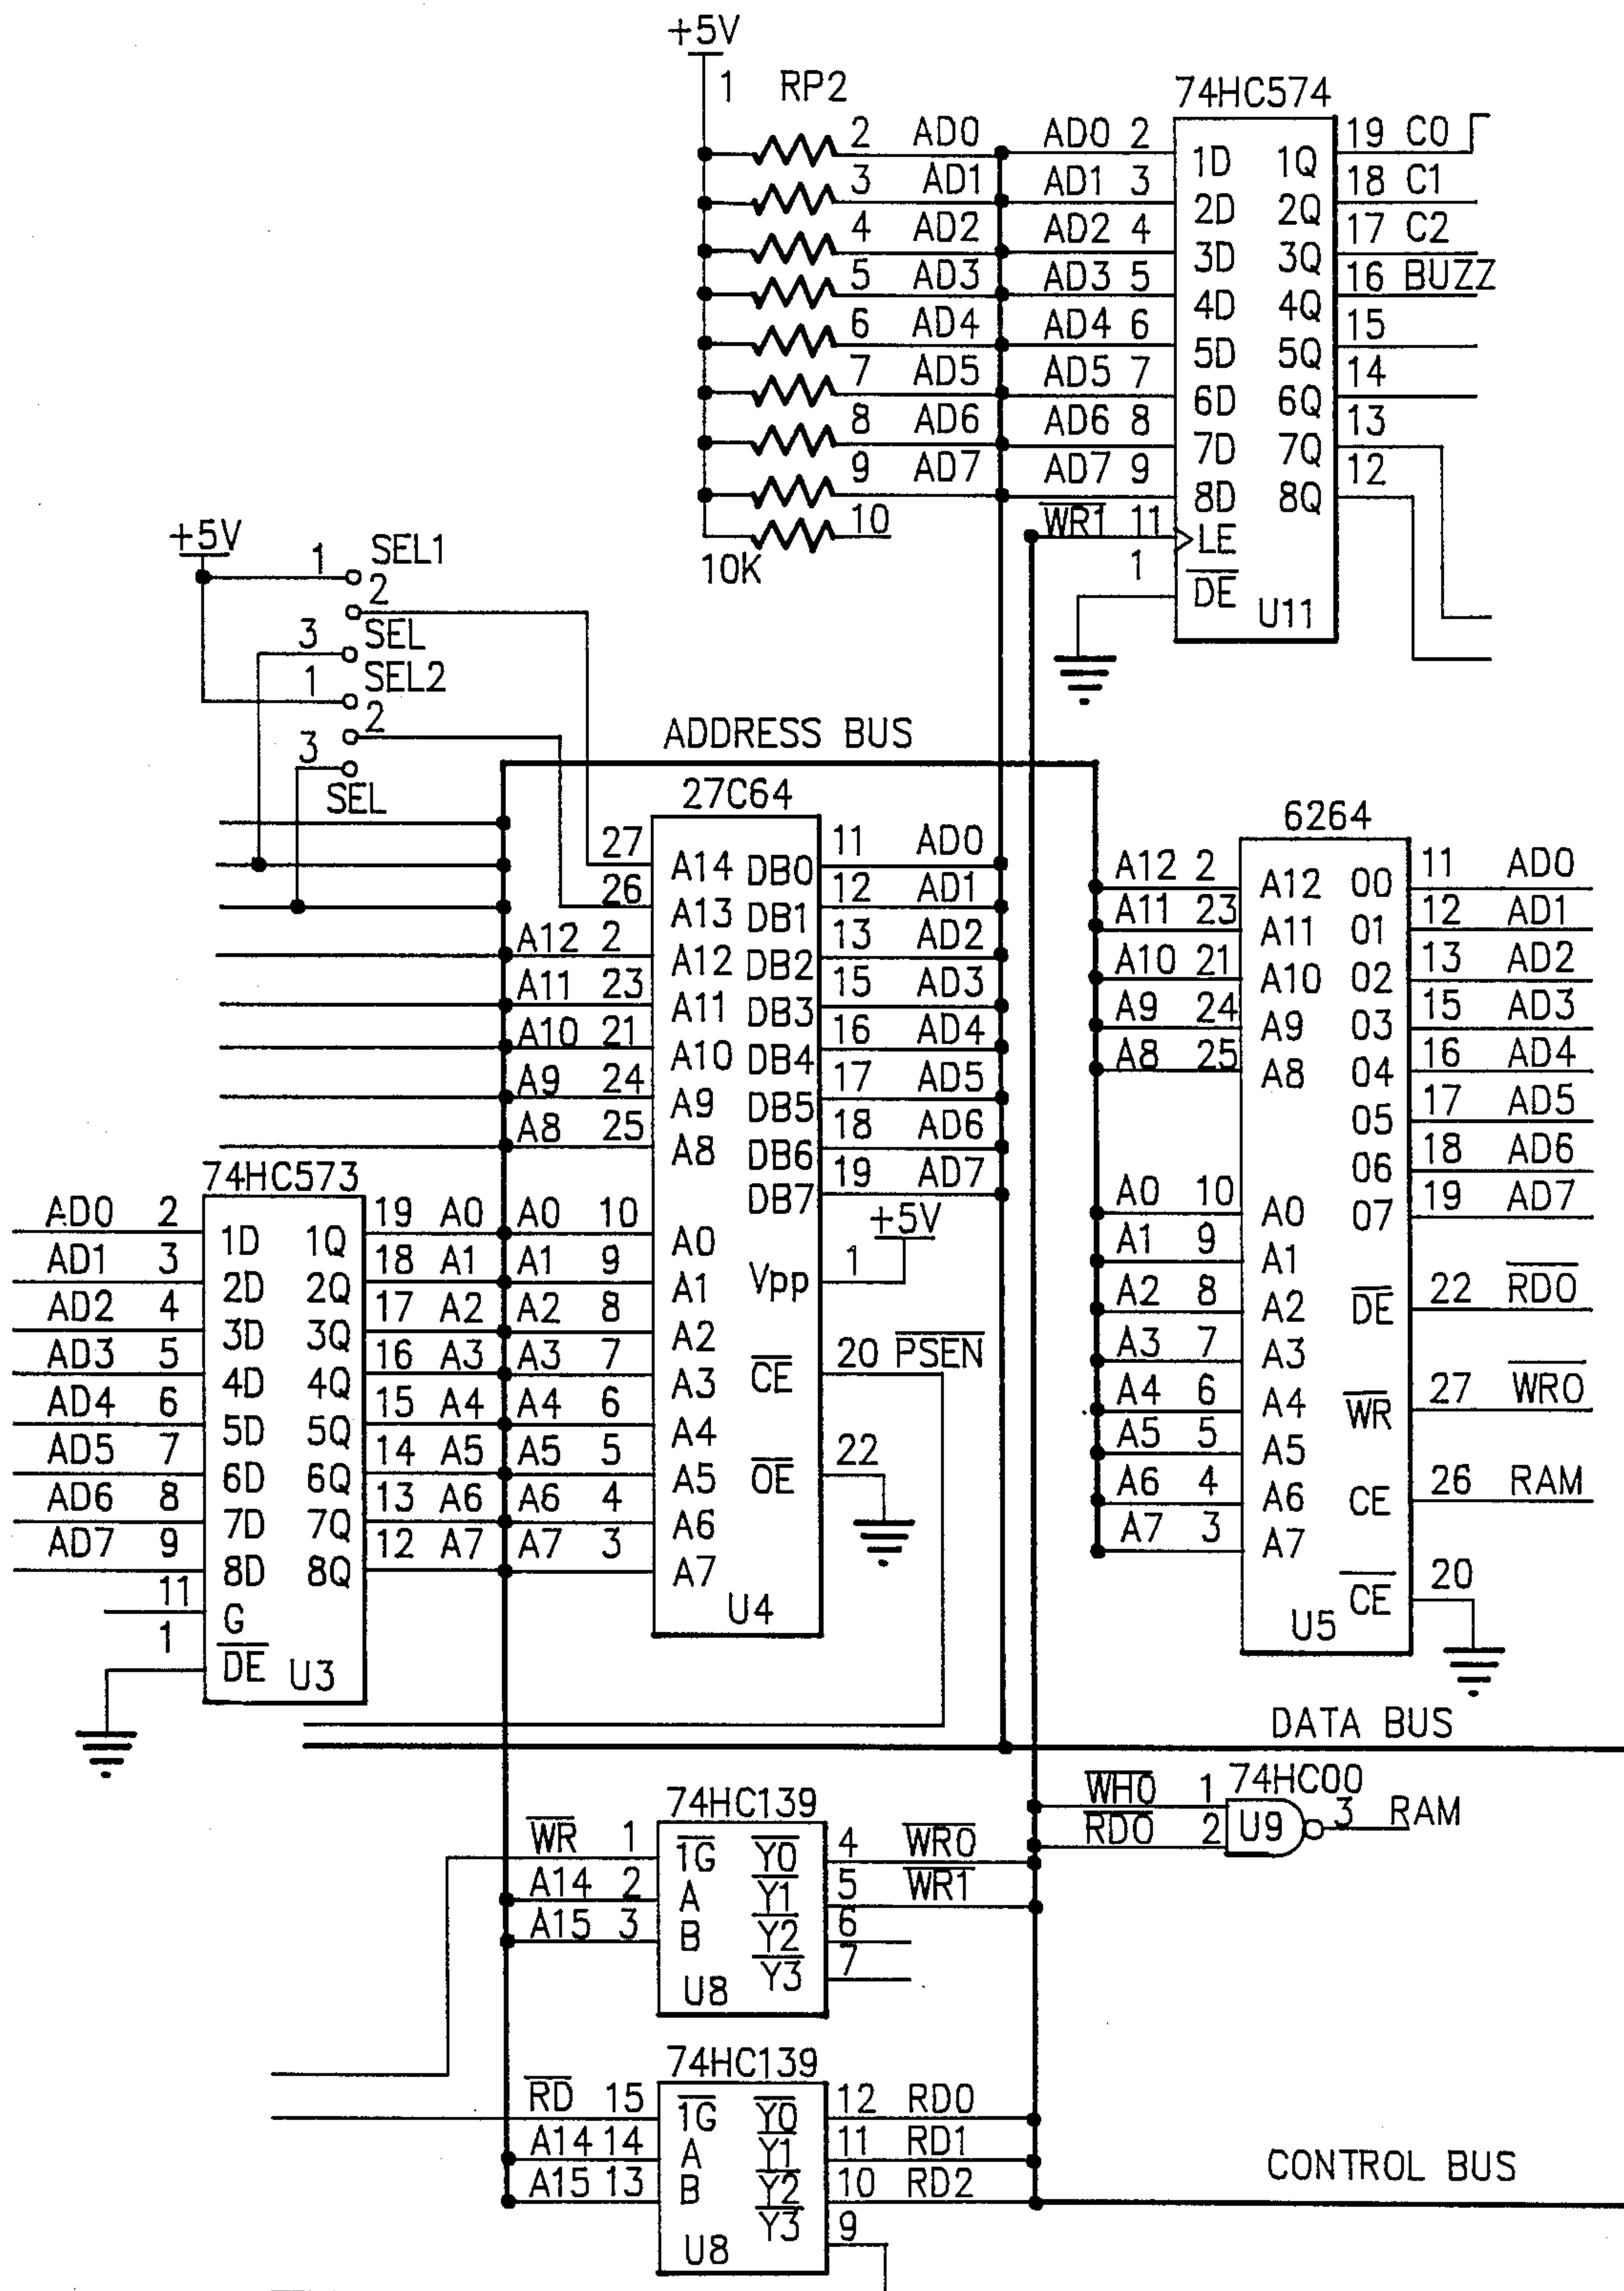 +5V
1 RP2
74HC574
2 AD0 AD0 2 1D 1Q 19 C0
3 AD1 AD1 3 2D 2Q 18 C1
4 AD2 AD2 4 3D 3Q 17 C2
5 AD3 AD3 5 4D 4Q 16 BUZZ
6 AD4 AD4 6 5D 5Q 15
7 AD5 AD5 7 6D 6Q 14
8 AD6 AD6 8 7D 7Q 13
9 AD7 AD7 9 8D 8Q 12
10 WR1 11 LE
10K 1 DE
U11
+5V
1 SEL1
2
3 SEL
1 SEL2
2
3
SEL
ADDRESS BUS
27C64
27 A14 DB0 11 AD0
26 A13 DB1 12 AD1
A12 2 A12 DB2 13 AD2
A11 23 A11 DB3 15 AD3
A10 21 A10 DB4 16 AD4
A9 24 A9 DB5 17 AD5
A8 25 A8 DB6 18 AD6
DB7 19 AD7
A0 10 A0 +5V
A1 9 A1 Vpp 1
A2 8 A2
A3 7 A3 CE 20 PSEN
A4 6 A4
A5 5 A5 OE 22
A6 4 A6
A7 3 A7
U4
6264
A12 2 A12 O0 11 AD0
A11 23 A11 O1 12 AD1
A10 21 A10 O2 13 AD2
A9 24 A9 O3 15 AD3
A8 25 A8 O4 16 AD4
O5 17 AD5
O6 18 AD6
A0 10 A0 O7 19 AD7
A1 9 A1
A2 8 A2 DE 22 RD0
A3 7 A3
A4 6 A4 WR 27 WR0
A5 5 A5
A6 4 A6 CE 26 RAM
A7 3 A7
CE 20
U5
74HC573
AD0 2 1D 1Q 19 A0
AD1 3 2D 2Q 18 A1
AD2 4 3D 3Q 17 A2
AD3 5 4D 4Q 16 A3
AD4 6 5D 5Q 15 A4
AD5 7 6D 6Q 14 A5
AD6 8 7D 7Q 13 A6
AD7 9 8D 8Q 12 A7
11 G
1 DE U3
DATA BUS
74HC00
WH0 1
RD0 2 U9 3 RAM
74HC139
WR 1 1G Y0 4 WR0
A14 2 A Y1 5 WR1
A15 3 B Y2 6
Y3 7
U8
74HC139
RD 15 1G Y0 12 RD0
A14 14 A Y1 11 RD1
A15 13 B Y2 10 RD2
Y3 9
U8
CONTROL BUS